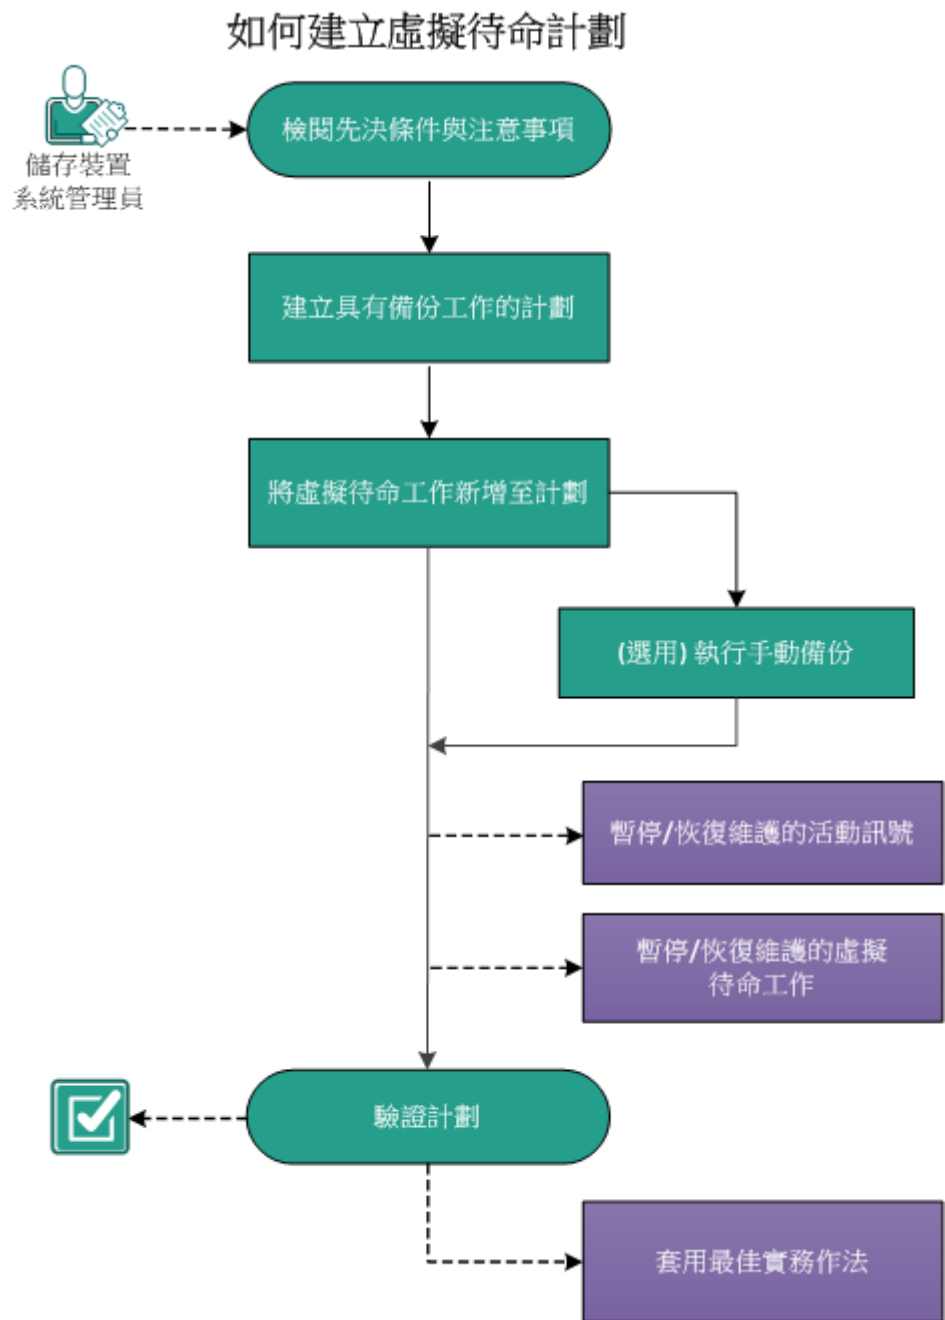 如何建立虛擬待命計劃
檢閱先決條件與注意事項
儲存裝置
系統管理員
建立具有備份工作的計劃
將虛擬待命工作新增至計劃
(選用) 執行手動備份
暫停/恢復維護的活動訊號
暫停/恢復維護的虛擬
待命工作
驗證計劃
套用最佳實務作法